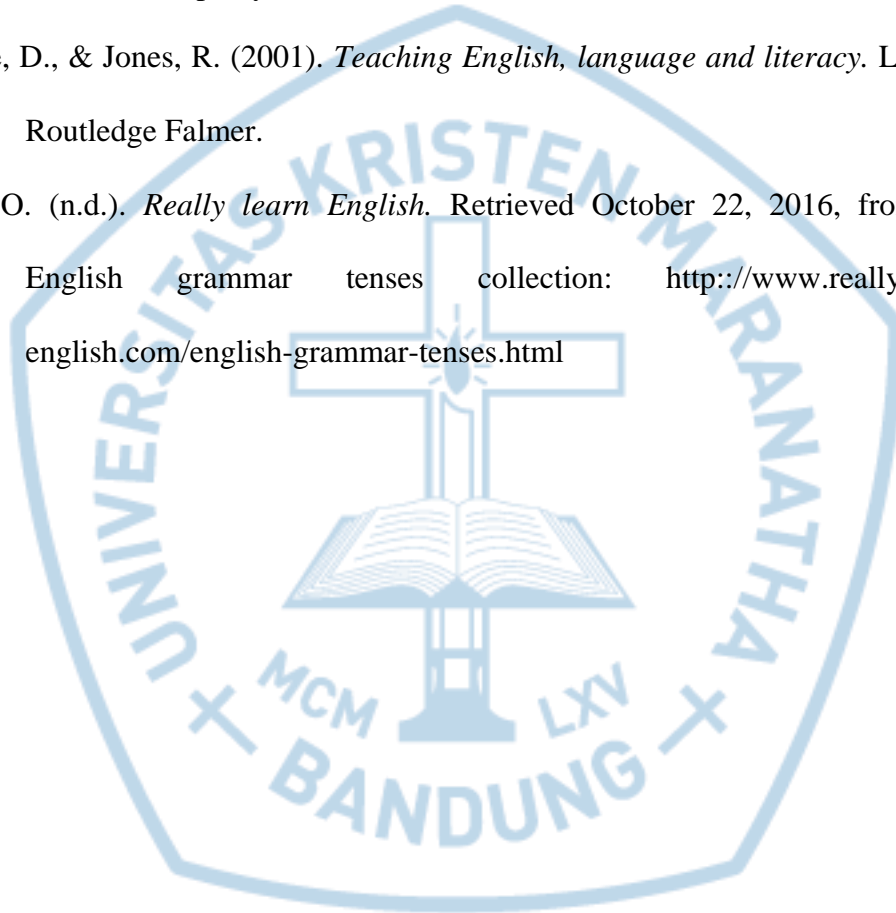 , D., & Jones, R. (2001). Teaching English, language and literacy. L
Routledge Falmer.
O. (n.d.). Really learn English. Retrieved October 22, 2016, fro
English grammar tenses collection: http:://www.really
english.com/english-grammar-tenses.html
UNIVERSITAS KRISTEN MARANATHA
MCM LXV
BANDUNG